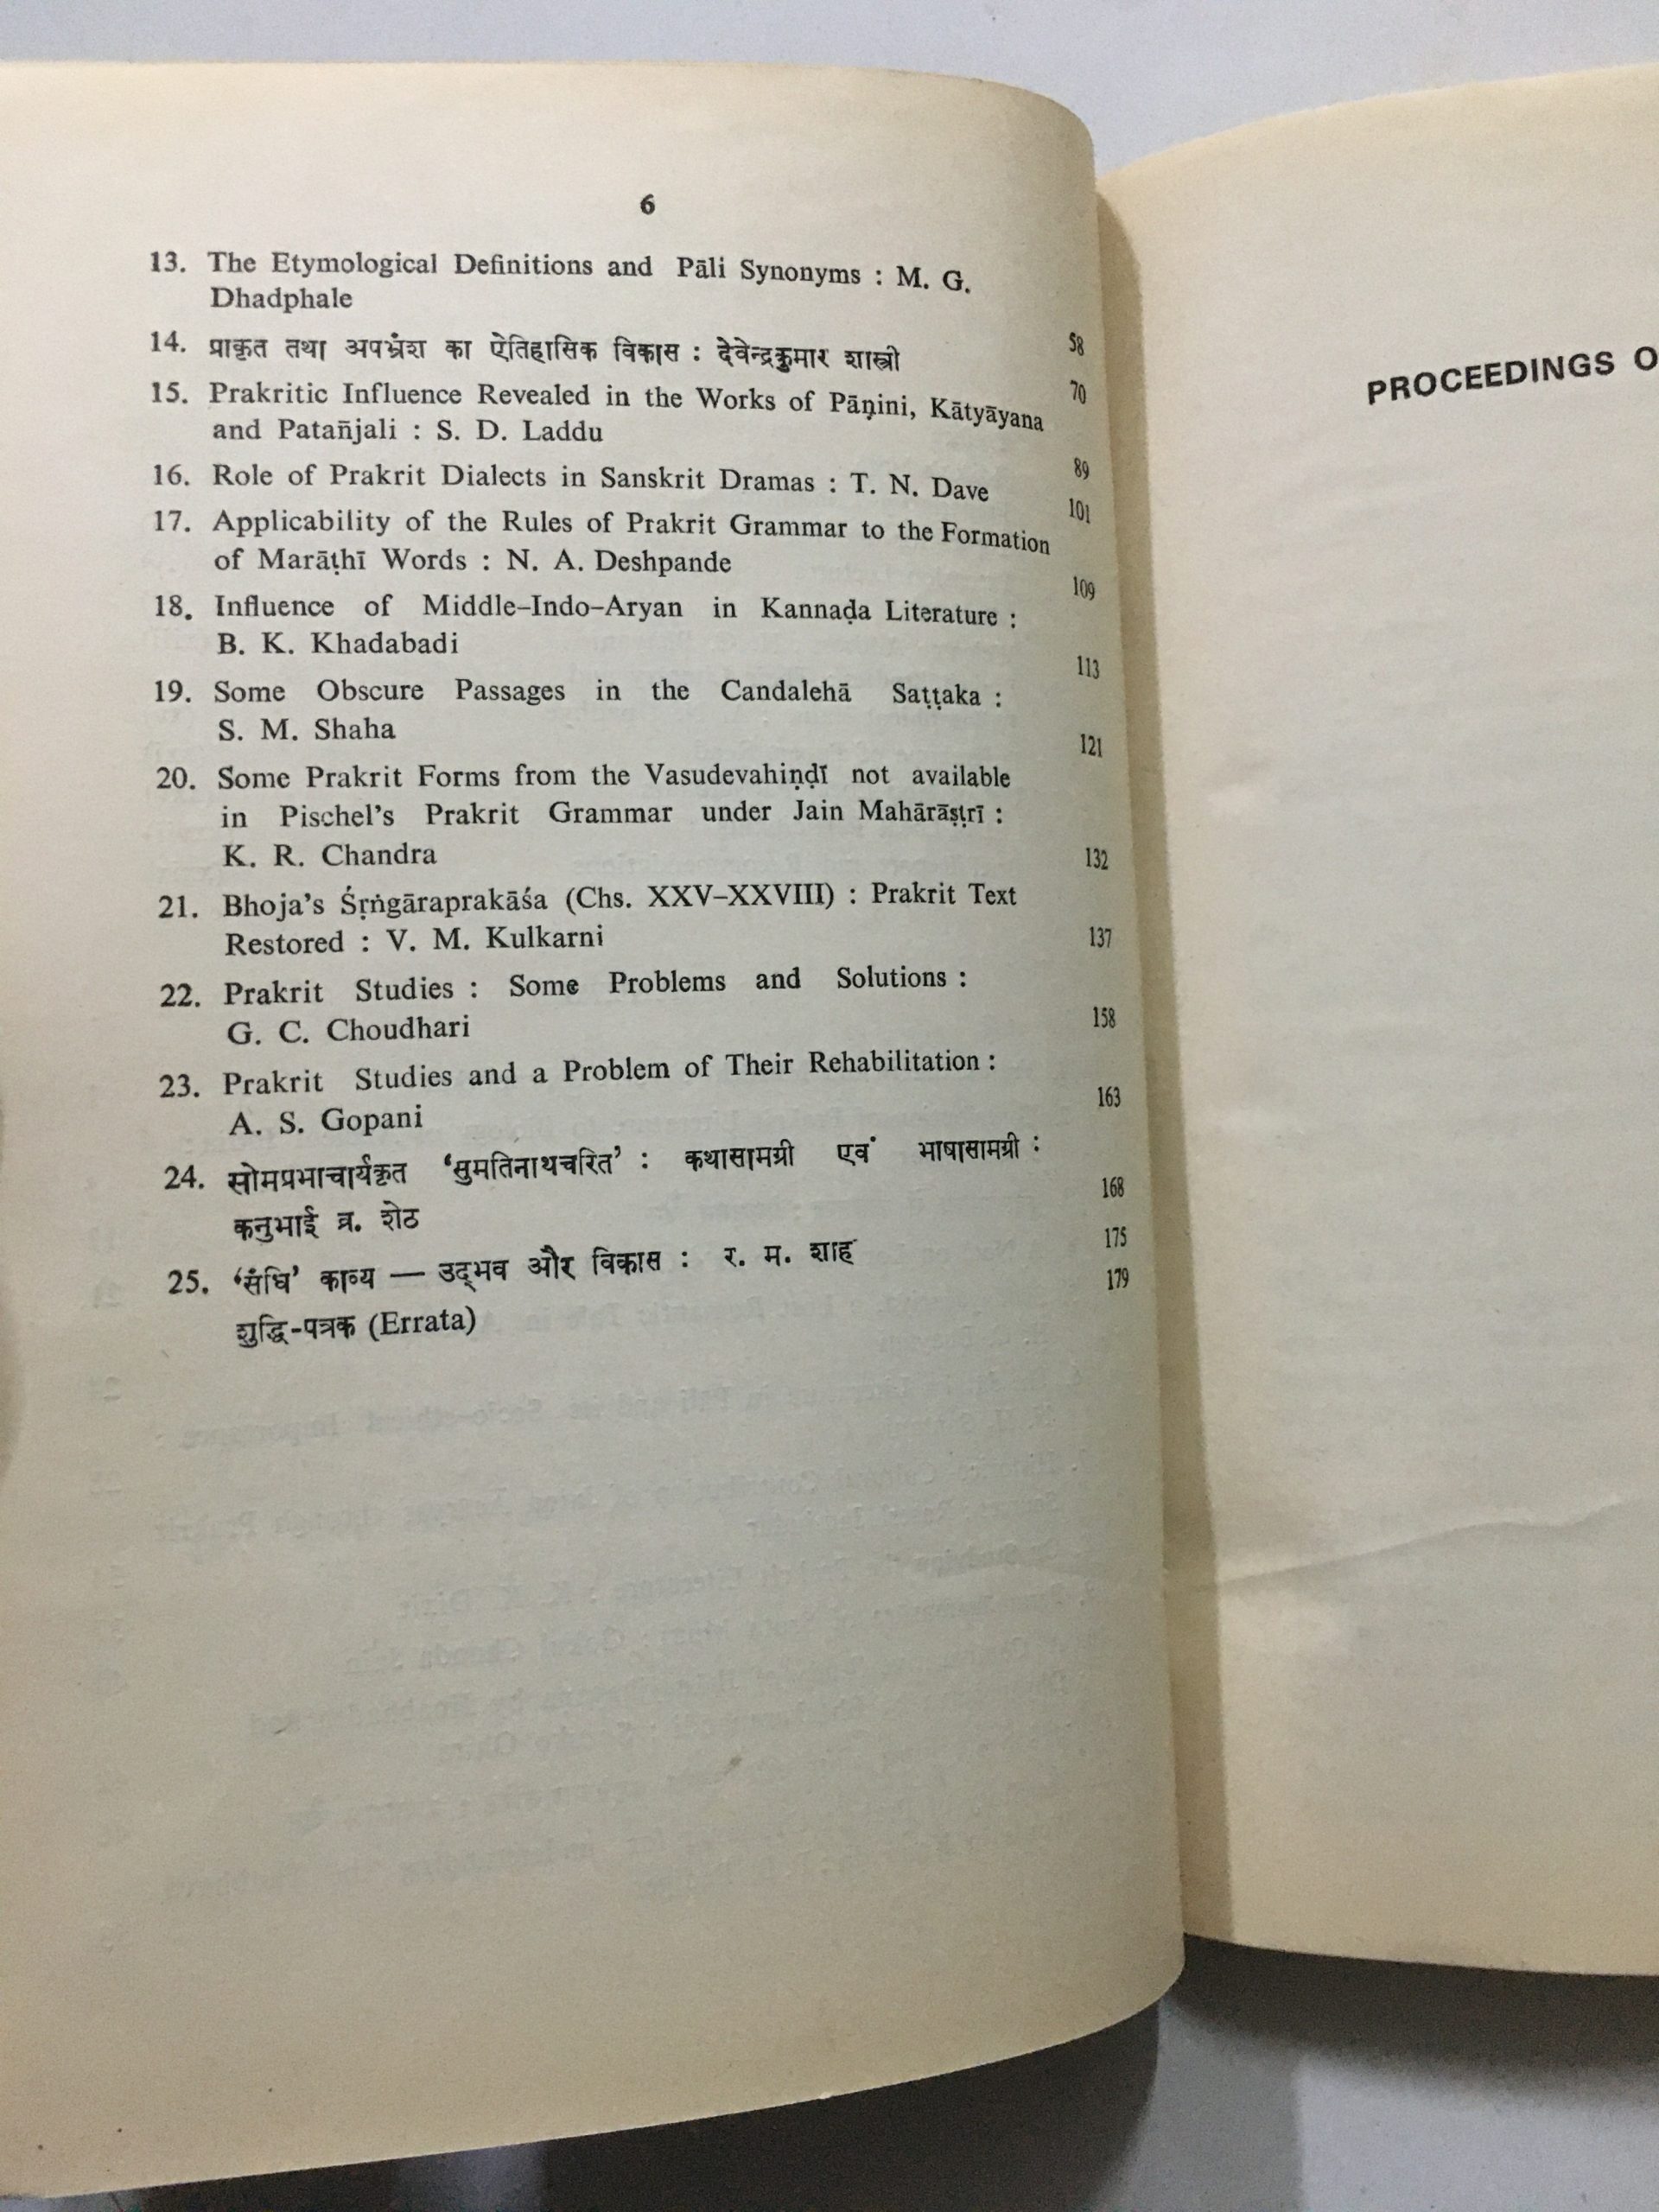 6
13. The Etymological Definitions and Pāli Synonyms : M. G.
Dhadphale 58
14. प्राकृत तथा अपभ्रंश का ऐतिहासिक विकास : देवेन्द्रकुमार शास्त्री 70
15. Prakritic Influence Revealed in the Works of Pāṇini, Kātyāyana
and Patañjali : S. D. Laddu 89
16. Role of Prakrit Dialects in Sanskrit Dramas : T. N. Dave 101
17. Applicability of the Rules of Prakrit Grammar to the Formation
of Marāṭhī Words : N. A. Deshpande 109
18. Influence of Middle–Indo–Aryan in Kannaḍa Literature :
B. K. Khadabadi 113
19. Some Obscure Passages in the Candalehā Saṭṭaka :
S. M. Shaha 121
20. Some Prakrit Forms from the Vasudevahiṇḍī not available
in Pischel's Prakrit Grammar under Jain Mahārāṣṭrī :
K. R. Chandra 132
21. Bhoja's Śṛṅgāraprakāśa (Chs. XXV–XXVIII) : Prakrit Text
Restored : V. M. Kulkarni 137
22. Prakrit Studies : Some Problems and Solutions :
G. C. Choudhari 158
23. Prakrit Studies and a Problem of Their Rehabilitation :
A. S. Gopani 163
24. सोमप्रभाचार्यकृत ‘सुमतिनाथचरित’ : कथासामग्री एवं भाषासामग्री :
कनुभाई व्र. शेठ 168
25. ‘संधि’ काव्य — उद्‌भव और विकास : र. म. शाह 175
शुद्धि-पत्रक (Errata) 179
PROCEEDINGS O